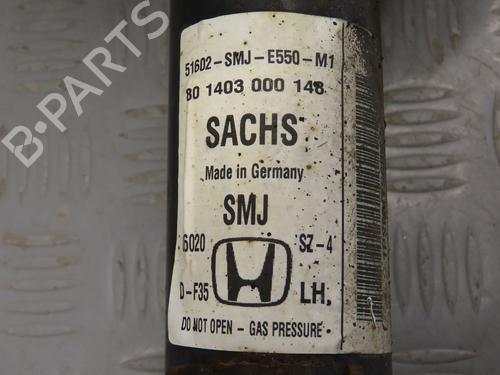 51602-SMJ-E550-M1
80 1403 000 148
SACHS
Made in Germany
SMJ
6020 SZ-4
D-F35 LH.
DO NOT OPEN - GAS PRESSURE -
B-PARTS